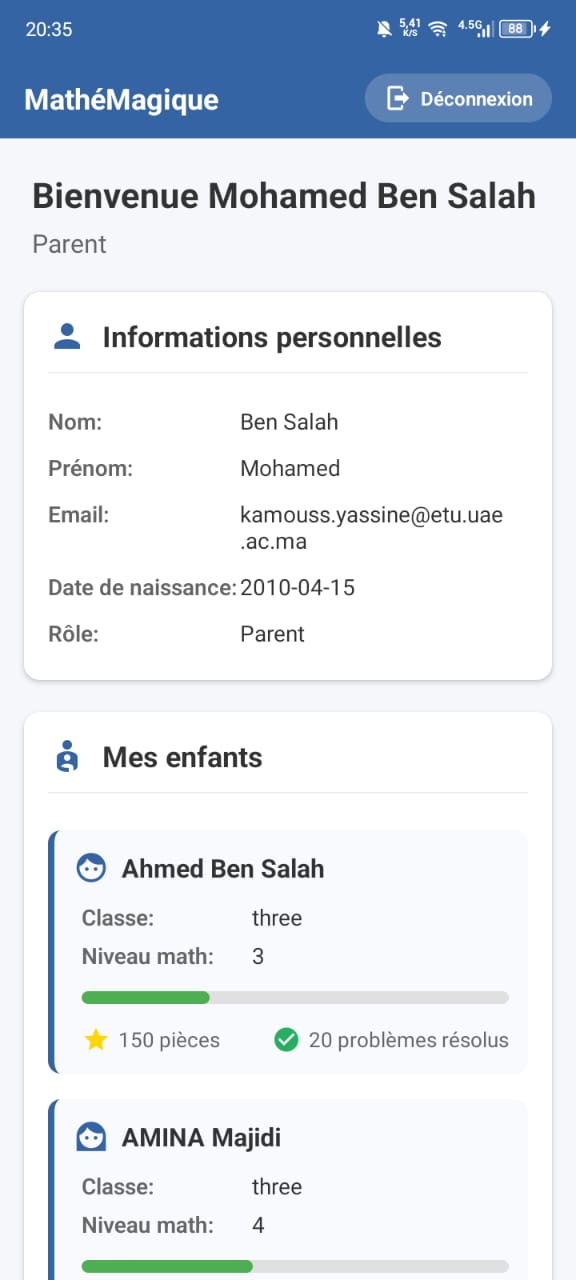 20:35
5,41 K/S 4.5G 88
MathéMagique
Déconnexion
Bienvenue Mohamed Ben Salah
Parent
Informations personnelles
Nom: Ben Salah
Prénom: Mohamed
Email: kamouss.yassine@etu.uae
.ac.ma
Date de naissance: 2010-04-15
Rôle: Parent
Mes enfants
Ahmed Ben Salah
Classe: three
Niveau math: 3
150 pièces 20 problèmes résolus
AMINA Majidi
Classe: three
Niveau math: 4